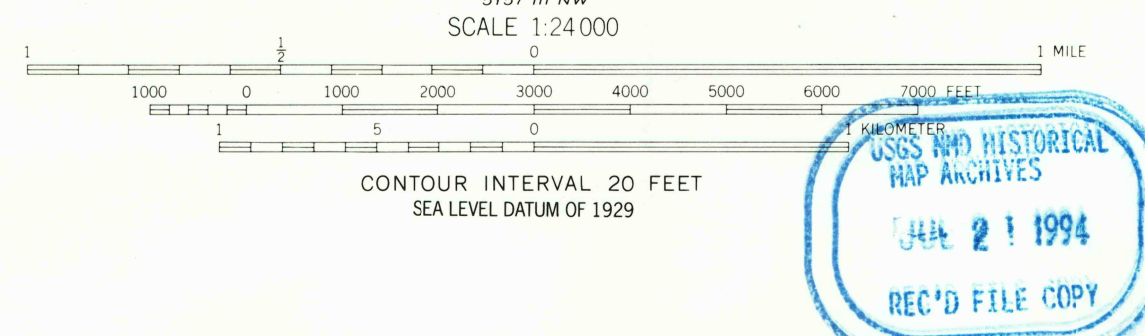 SCALE 1:24 000
1 ½ 0 1 MILE
1000 0 1000 2000 3000 4000 5000 6000 7000 FEET
1 5 0 1 KILOMETER
CONTOUR INTERVAL 20 FEET
SEA LEVEL DATUM OF 1929
USGS NMD HISTORICAL
MAP ARCHIVES
JUL 21 1994
REC'D FILE COPY